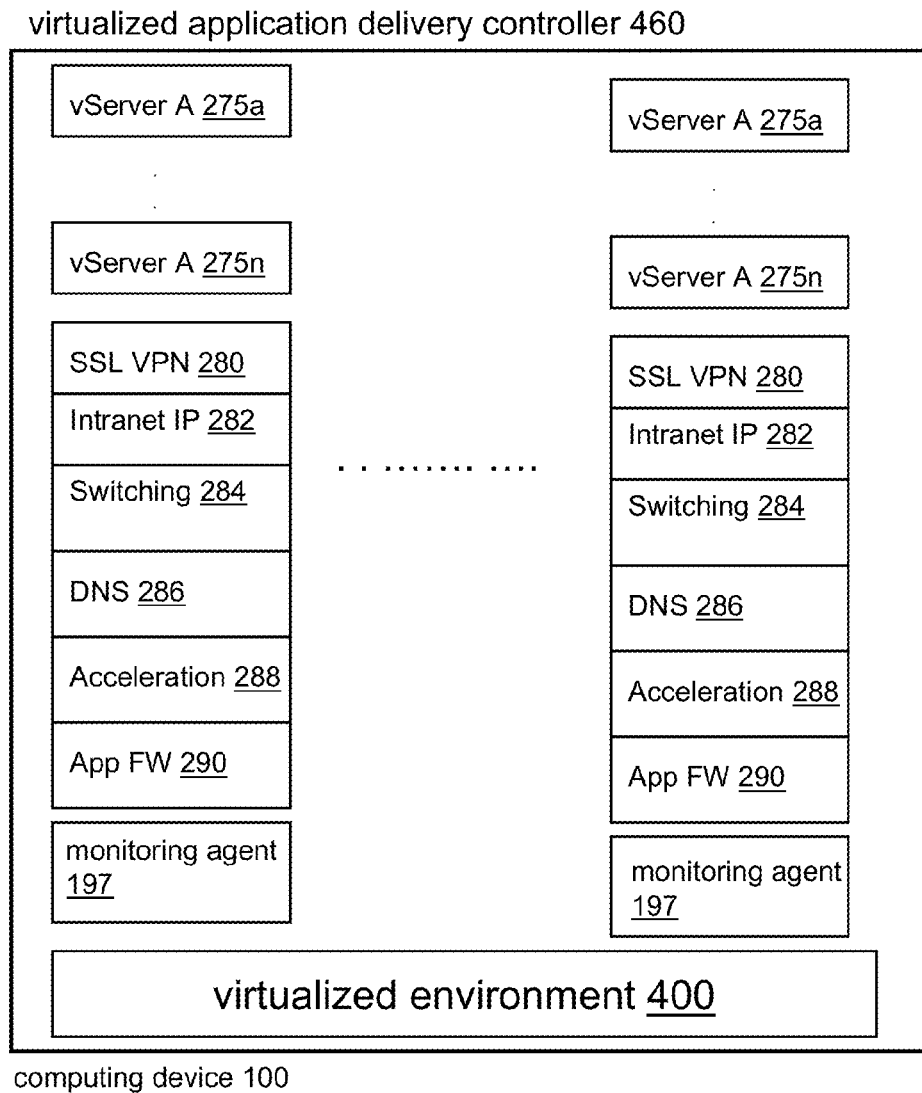 virtualized application delivery controller 460
vServer A 275a
vServer A 275n
SSL VPN 280
Intranet IP 282
Switching 284
DNS 286
Acceleration 288
App FW 290
monitoring agent
197
vServer A 275a
vServer A 275n
SSL VPN 280
Intranet IP 282
Switching 284
DNS 286
Acceleration 288
App FW 290
monitoring agent
197
virtualized environment 400
computing device 100